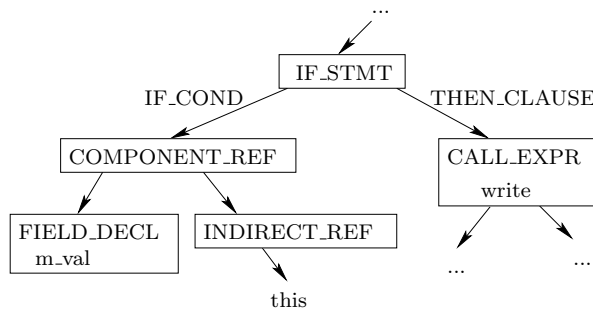 ...
IF_STMT
IF_COND
THEN_CLAUSE
COMPONENT_REF
CALL_EXPR
write
FIELD_DECL
m_val
INDIRECT_REF
...
...
this